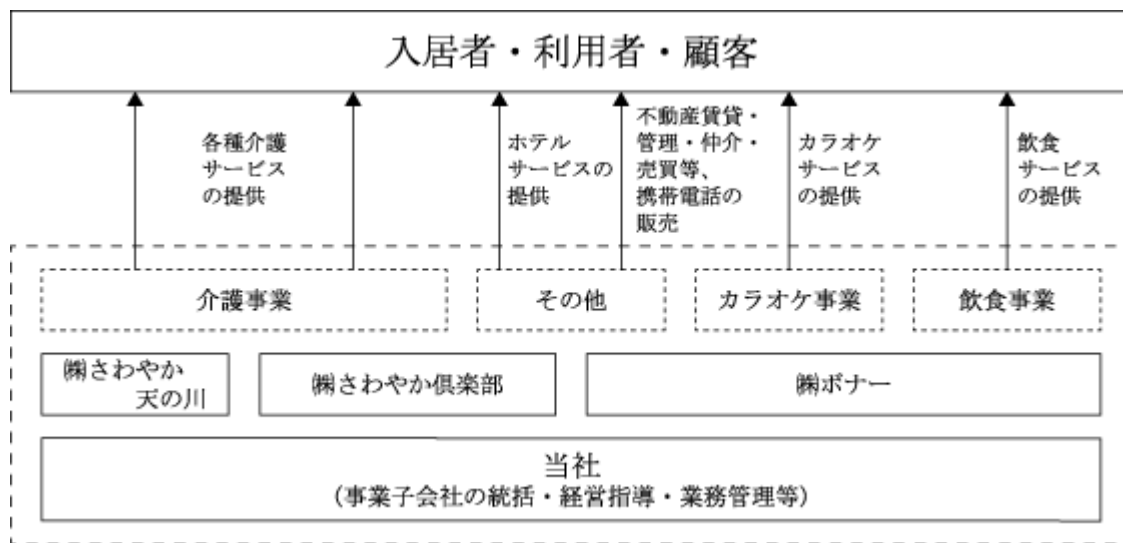 入居者・利用者・顧客
各種介護
サービス
の提供
ホテル
サービスの
提供
不動産賃貸・
管理・仲介・
売買等、
携帯電話の
販売
カラオケ
サービス
の提供
飲食
サービス
の提供
介護事業
その他
カラオケ事業
飲食事業
㈱さわやか
天の川
㈱さわやか倶楽部
㈱ボナー
当社
（事業子会社の統括・経営指導・業務管理等）